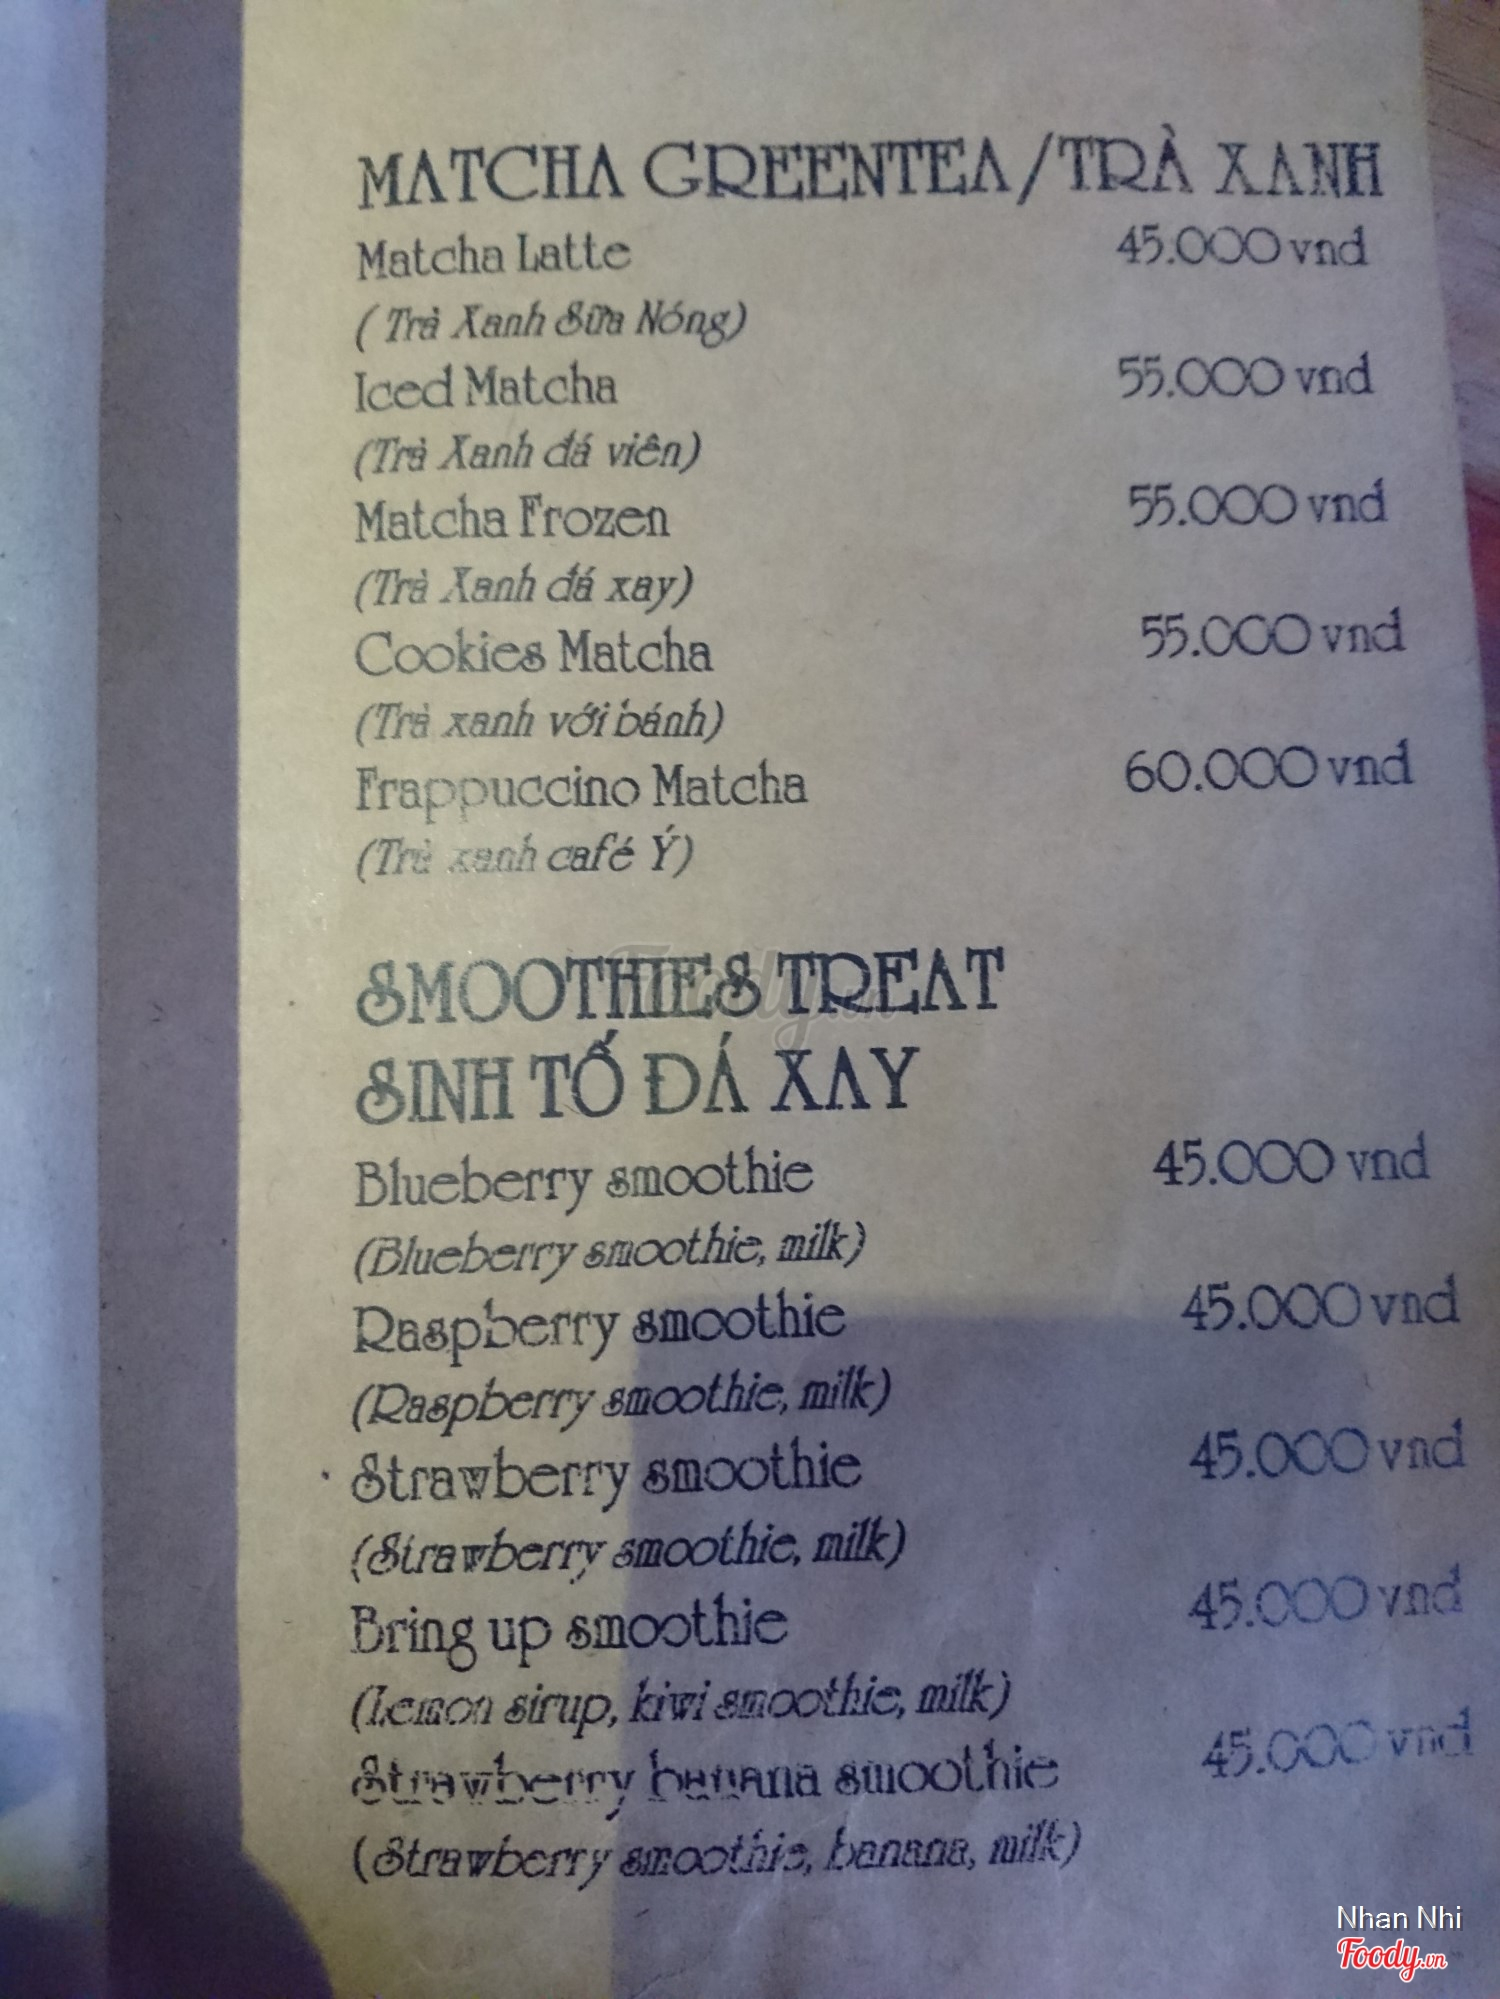 MATCHA GREENTEA/TRÀ XANH
Matcha Latte 45.000 vnd
( Trà Xanh Sữa Nóng)
Iced Matcha 55.000 vnd
(Trà Xanh đá viên)
Matcha Frozen 55.000 vnd
(Trà Xanh đá xay)
Cookies Matcha 55.000 vnd
(Trà xanh với bánh)
Frappuccino Matcha 60.000 vnd
(Trà xanh café Ý)
SMOOTHIES TREAT
SINH TỐ ĐÁ XAY
Blueberry smoothie 45.000 vnd
(Blueberry smoothie, milk)
Raspberry smoothie 45.000 vnd
(Raspberry smoothie, milk)
Strawberry smoothie 45.000 vnd
(Strawberry smoothie, milk)
Bring up smoothie 45.000 vnd
(Lemon sirup, kiwi smoothie, milk)
Strawberry banana smoothie 45.000 vnd
(Strawberry smoothie, banana, milk)
Foody.vn
Nhan Nhi
Foody.vn